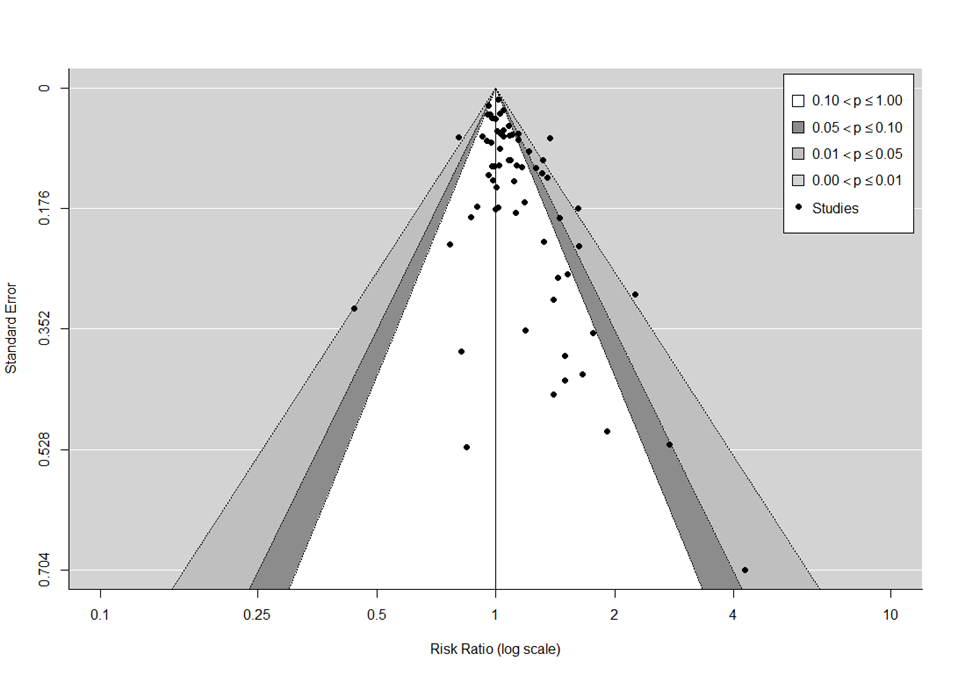 0.10 < p ≤ 1.00
0.05 < p ≤ 0.10
0.01 < p ≤ 0.05
0.00 < p ≤ 0.01
Studies
Standard Error
0
0.176
0.352
0.528
0.704
0.1
0.25
0.5
1
2
4
10
Risk Ratio (log scale)